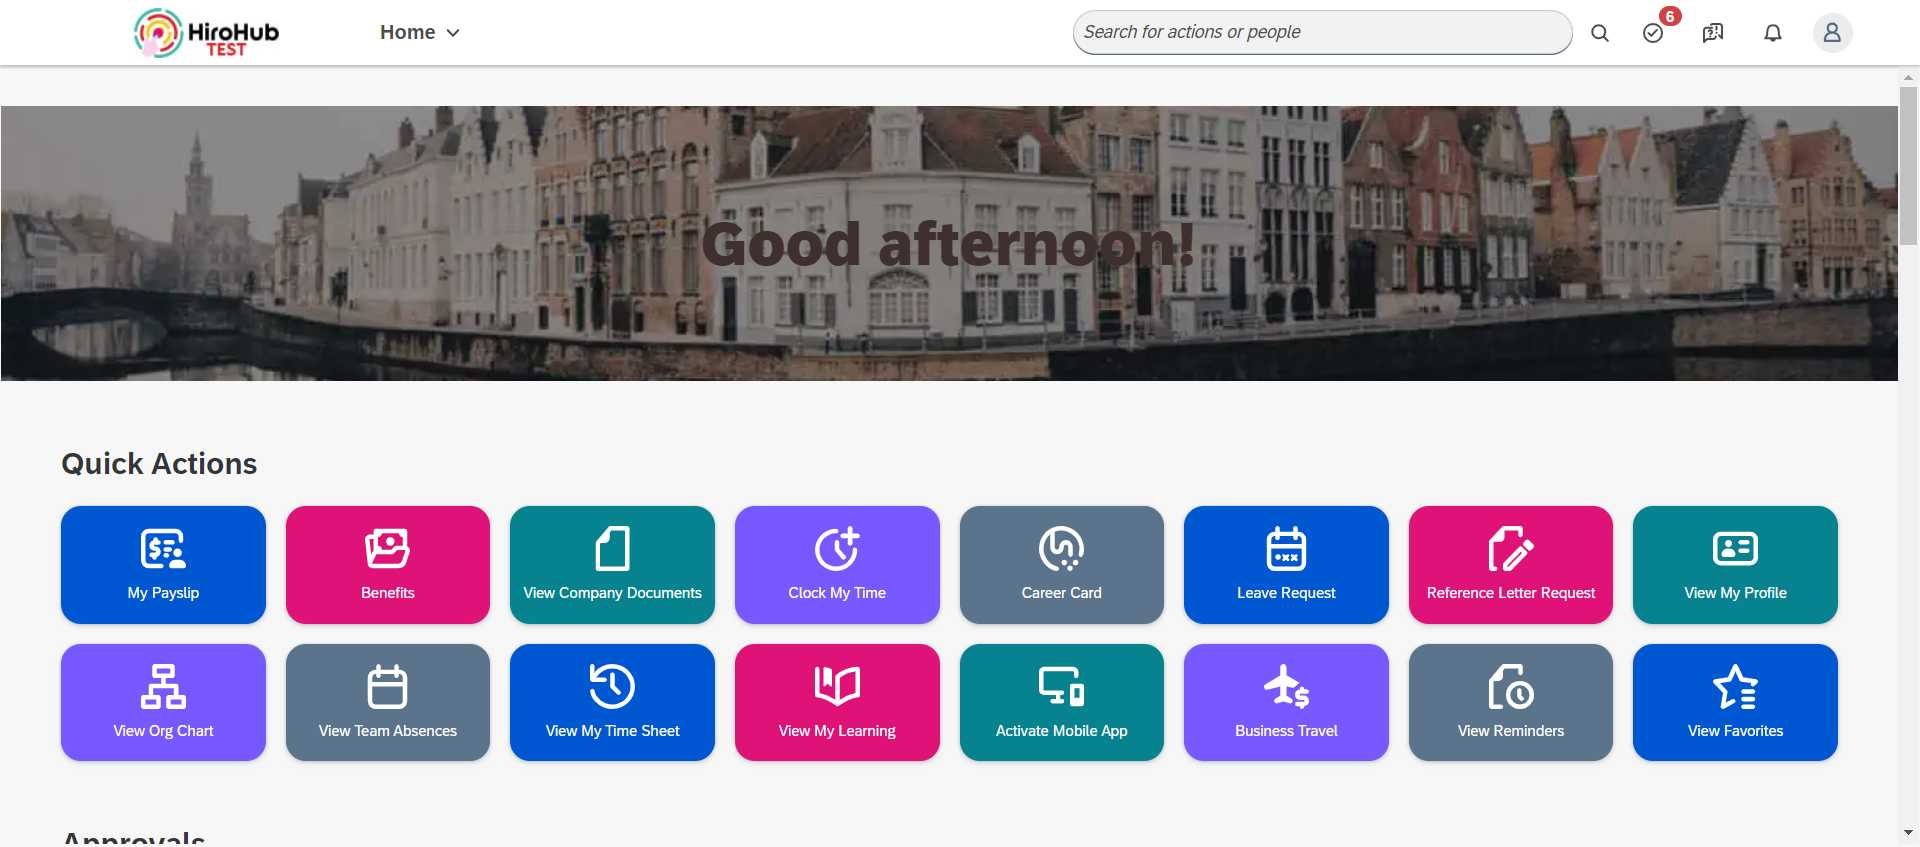 HiroHub
TEST
Home
Search for actions or people
6
Good afternoon!
Quick Actions
My Payslip
Benefits
View Company Documents
Clock My Time
Career Card
Leave Request
Reference Letter Request
View My Profile
View Org Chart
View Team Absences
View My Time Sheet
View My Learning
Activate Mobile App
Business Travel
View Reminders
View Favorites
Approvals